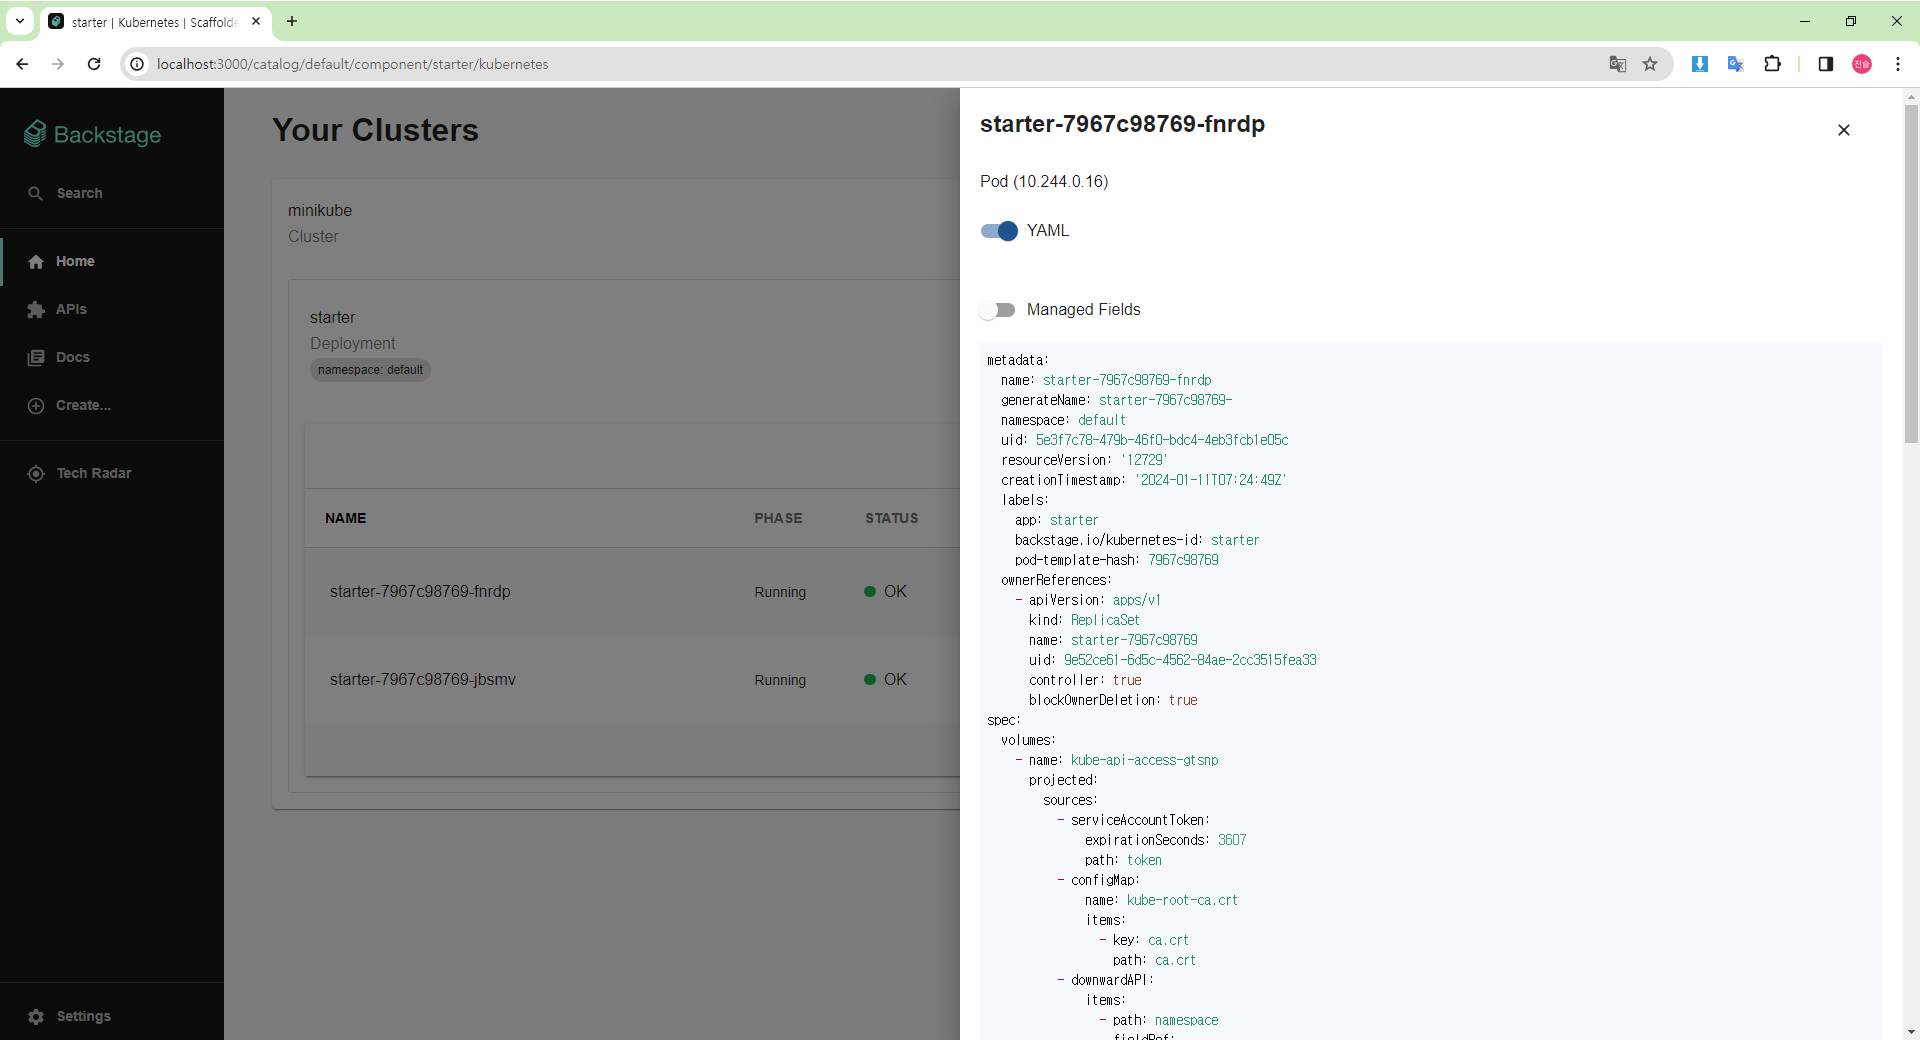 starter | Kubernetes | Scaffolde
localhost:3000/catalog/default/component/starter/kubernetes
진솔
Backstage
Search
Home
APIs
Docs
Create...
Tech Radar
Settings
Your Clusters
minikube
Cluster
starter
Deployment
namespace: default
NAME PHASE STATUS
starter-7967c98769-fnrdp Running OK
starter-7967c98769-jbsmv Running OK
starter-7967c98769-fnrdp
Pod (10.244.0.16)
YAML
Managed Fields
metadata:
name: starter-7967c98769-fnrdp
generateName: starter-7967c98769-
namespace: default
uid: 5e3f7c78-479b-46f0-bdc4-4eb3fcb1e05c
resourceVersion: '12729'
creationTimestamp: '2024-01-11T07:24:49Z'
labels:
app: starter
backstage.io/kubernetes-id: starter
pod-template-hash: 7967c98769
ownerReferences:
- apiVersion: apps/v1
kind: ReplicaSet
name: starter-7967c98769
uid: 9e52ce61-6d5c-4562-84ae-2cc3515fea33
controller: true
blockOwnerDeletion: true
spec:
volumes:
- name: kube-api-access-gtsnp
projected:
sources:
- serviceAccountToken:
expirationSeconds: 3607
path: token
- configMap:
name: kube-root-ca.crt
items:
- key: ca.crt
path: ca.crt
- downwardAPI:
items:
- path: namespace
fieldRef: